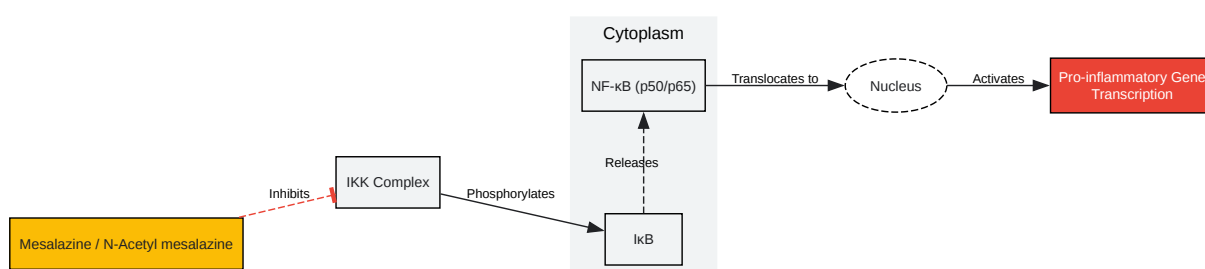 Cytoplasm
NF-κB (p50/p65)
Translocates to
Nucleus
Activates
Pro-inflammatory Gene
Transcription
Releases
IKK Complex
Inhibits
Phosphorylates
Mesalazine / N-Acetyl mesalazine
IκB